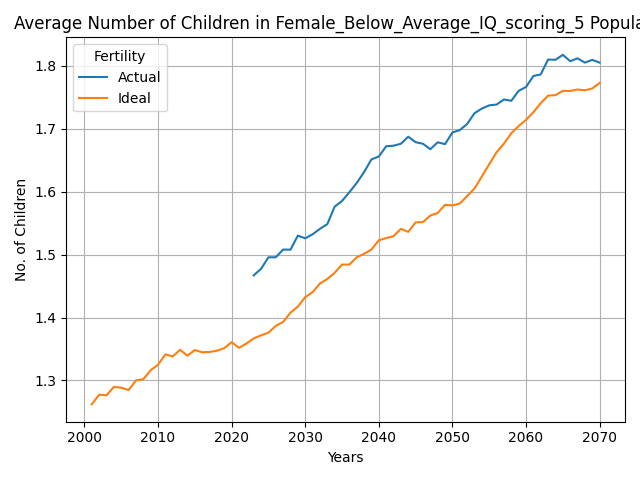 Average Number of Children in Female_Below_Average_IQ_scoring_5 Popula
Fertility
Actual
Ideal
No. of Children
1.8
1.7
1.6
1.5
1.4
1.3
2000 2010 2020 2030 2040 2050 2060 2070
Years